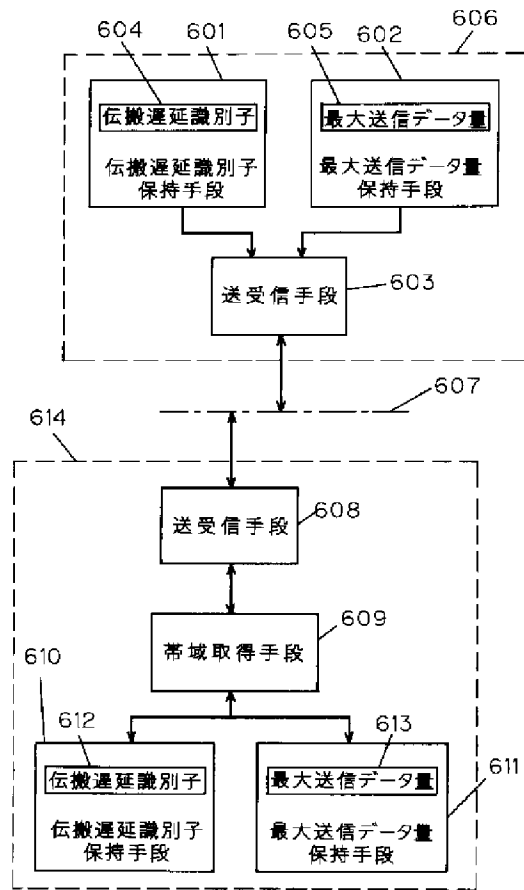 604
601
605
602
606
伝搬遅延識別子
伝搬遅延識別子
保持手段
最大送信データ量
最大送信データ量
保持手段
送受信手段
603
607
614
送受信手段
608
609
帯域取得手段
610
612
613
611
伝搬遅延識別子
伝搬遅延識別子
保持手段
最大送信データ量
最大送信データ量
保持手段